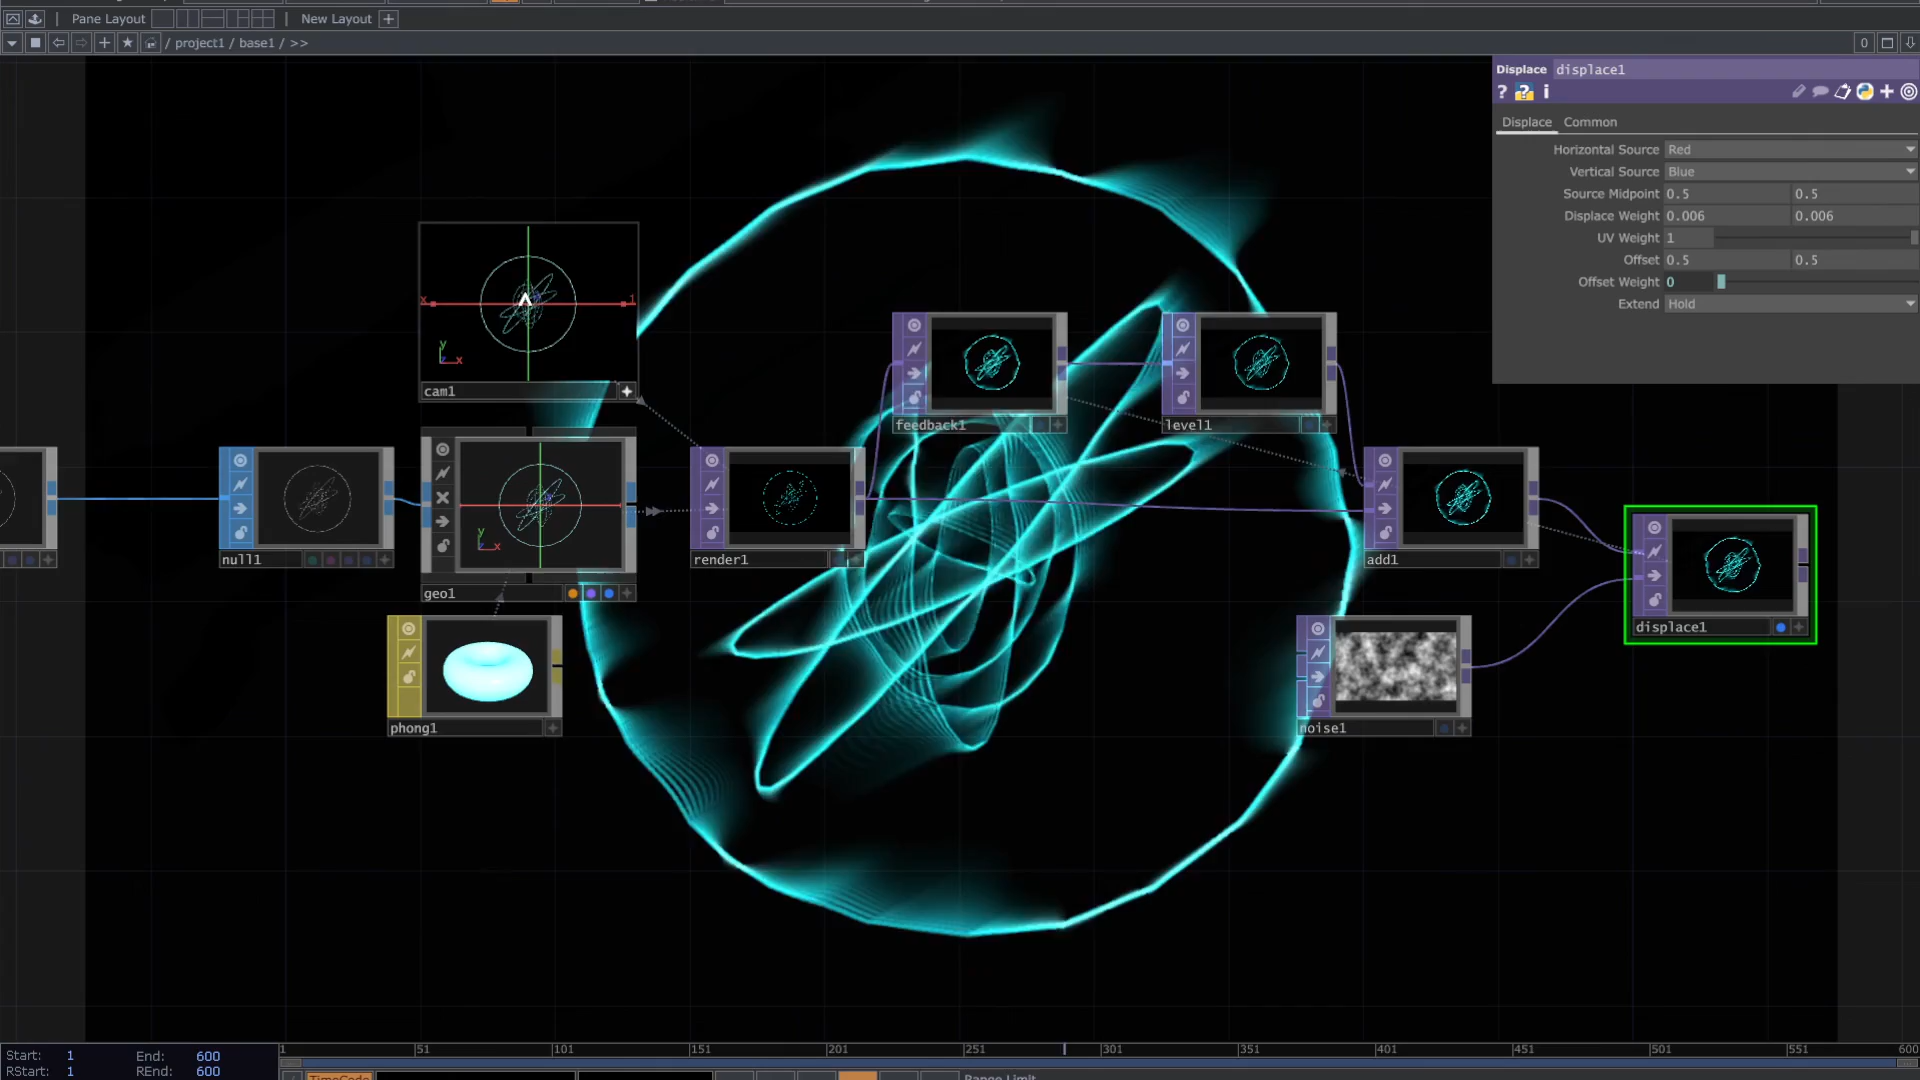 Pane Layout
New Layout +
/ project1 / base1 / >>
0
Displace displace1
? ? i
Displace Common
Horizontal Source Red
Vertical Source Blue
Source Midpoint 0.5 0.5
Displace Weight 0.006 0.006
UV Weight 1
Offset 0.5 0.5
Offset Weight 0
Extend Hold
x 1
y
x
cam1
feedback1
level1
null1
y
x
geo1
render1
add1
displace1
phong1
noise1
Start: 1 End: 600
RStart: 1 REnd: 600
1 51 101 151 201 251 301 351 401 451 501 551 600
TimeCode
Range Limit